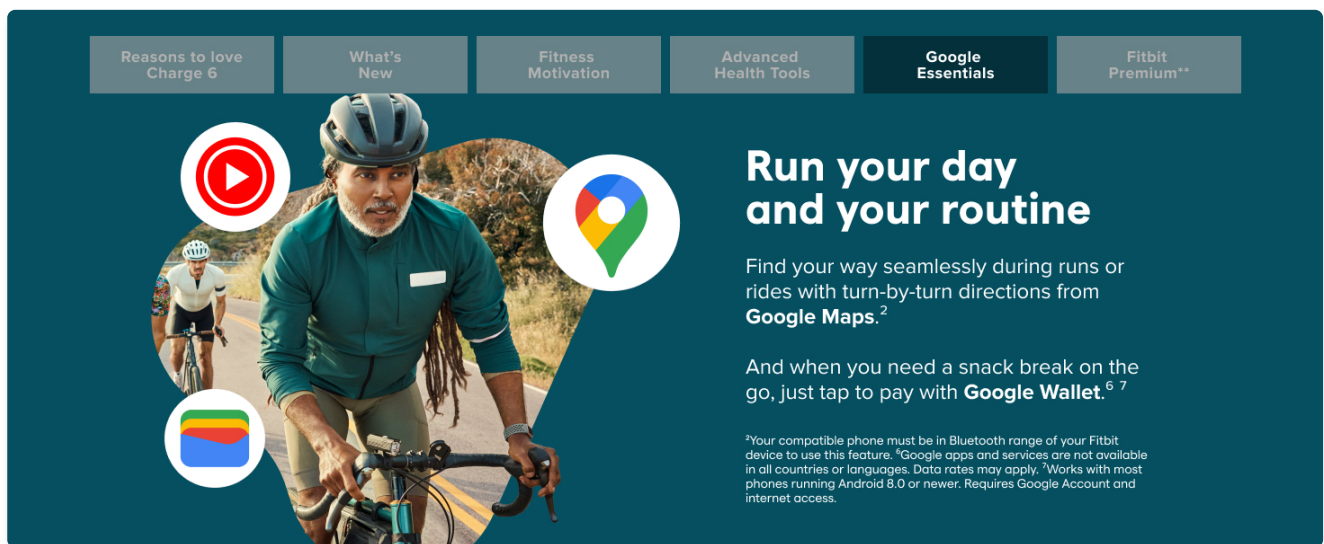 Reasons to love
Charge 6
What's
New
Fitness
Motivation
Advanced
Health Tools
Google
Essentials
Fitbit
Premium**
Run your day
and your routine
Find your way seamlessly during runs or
rides with turn-by-turn directions from
Google Maps.²
And when you need a snack break on the
go, just tap to pay with Google Wallet.⁶ ⁷
²Your compatible phone must be in Bluetooth range of your Fitbit
device to use this feature. ⁶Google apps and services are not available
in all countries or languages. Data rates may apply. ⁷Works with most
phones running Android 8.0 or newer. Requires Google Account and
internet access.